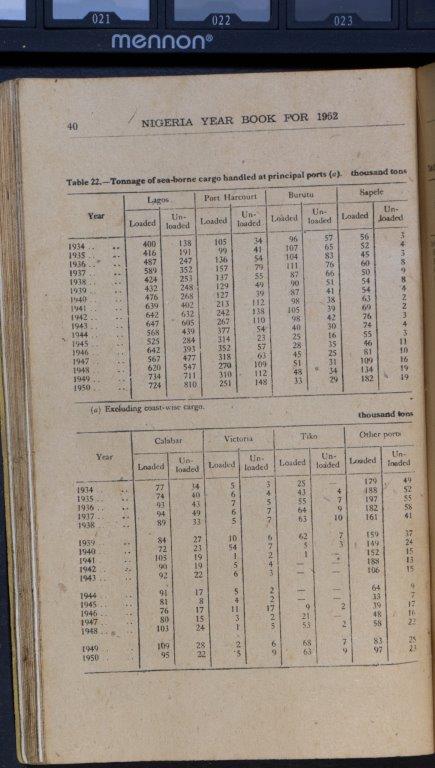 021 022 023
mennon®
40 NIGERIA YEAR BOOK FOR 1952
Table 22.—Tonnage of sea-borne cargo handled at principal ports (a). thousand tons
Year Lagos Port Harcourt Burutu Sapele
Loaded Un-loaded Loaded Un-loaded Loaded Un-loaded Loaded Un-loaded
1934 .. .. 400 138 105 34 96 57 56 3
1935 .. .. 416 191 99 41 107 65 52 4
1936 .. .. 487 247 136 54 104 83 45 3
1937 .. .. 589 352 157 79 111 76 60 8
1938 .. .. 424 253 137 55 87 66 50 9
1939 .. .. 432 248 129 49 90 51 54 8
1940 .. .. 476 268 127 39 87 41 54 4
1941 .. .. 639 402 213 112 98 38 63 2
1942 .. .. 642 632 242 138 105 39 69 2
1943 .. .. 647 605 267 110 98 42 76 3
1944 .. .. 568 439 377 54 40 30 74 4
1945 .. .. 525 284 314 23 25 16 55 3
1946 .. .. 642 393 352 57 28 35 46 11
1947 .. .. 567 477 318 63 45 25 81 10
1948 .. .. 620 547 270 109 51 31 109 16
1949 .. .. 734 711 310 112 48 34 134 19
1950 .. .. 724 810 251 148 33 29 182 19
(a) Excluding coast-wise cargo.
thousand tons
Year Calabar Victoria Tiko Other ports
Loaded Un-loaded Loaded Un-loaded Loaded Un-loaded Loaded Un-loaded
1934 .. .. 77 34 5 3 25 179 49
1935 .. .. 74 40 6 4 43 4 188 52
1936 .. .. 93 43 7 5 55 7 197 55
1937 .. .. 94 49 6 7 64 9 182 58
1938 .. .. 89 33 5 7 63 10 161 41
1939 .. .. 84 27 10 6 62 7 159 37
1940 .. .. 72 23 54 7 5 3 149 24
1941 .. .. 105 19 1 2 1 — 152 15
1942 .. .. 90 19 5 4 — — 188 13
1943 .. .. 92 22 6 3 — — 106 15
1944 .. .. 91 17 5 2 — — 64 9
1945 .. .. 81 8 4 2 — — 33 7
1946 .. .. 76 17 11 17 9 2 39 17
1947 .. .. 80 15 3 2 21 48 16
1948 .. .. 103 24 1 5 53 2 58 22
1949 .. .. 109 28 2 6 68 7 83 25
1950 .. .. 95 22 5 9 63 9 97 23